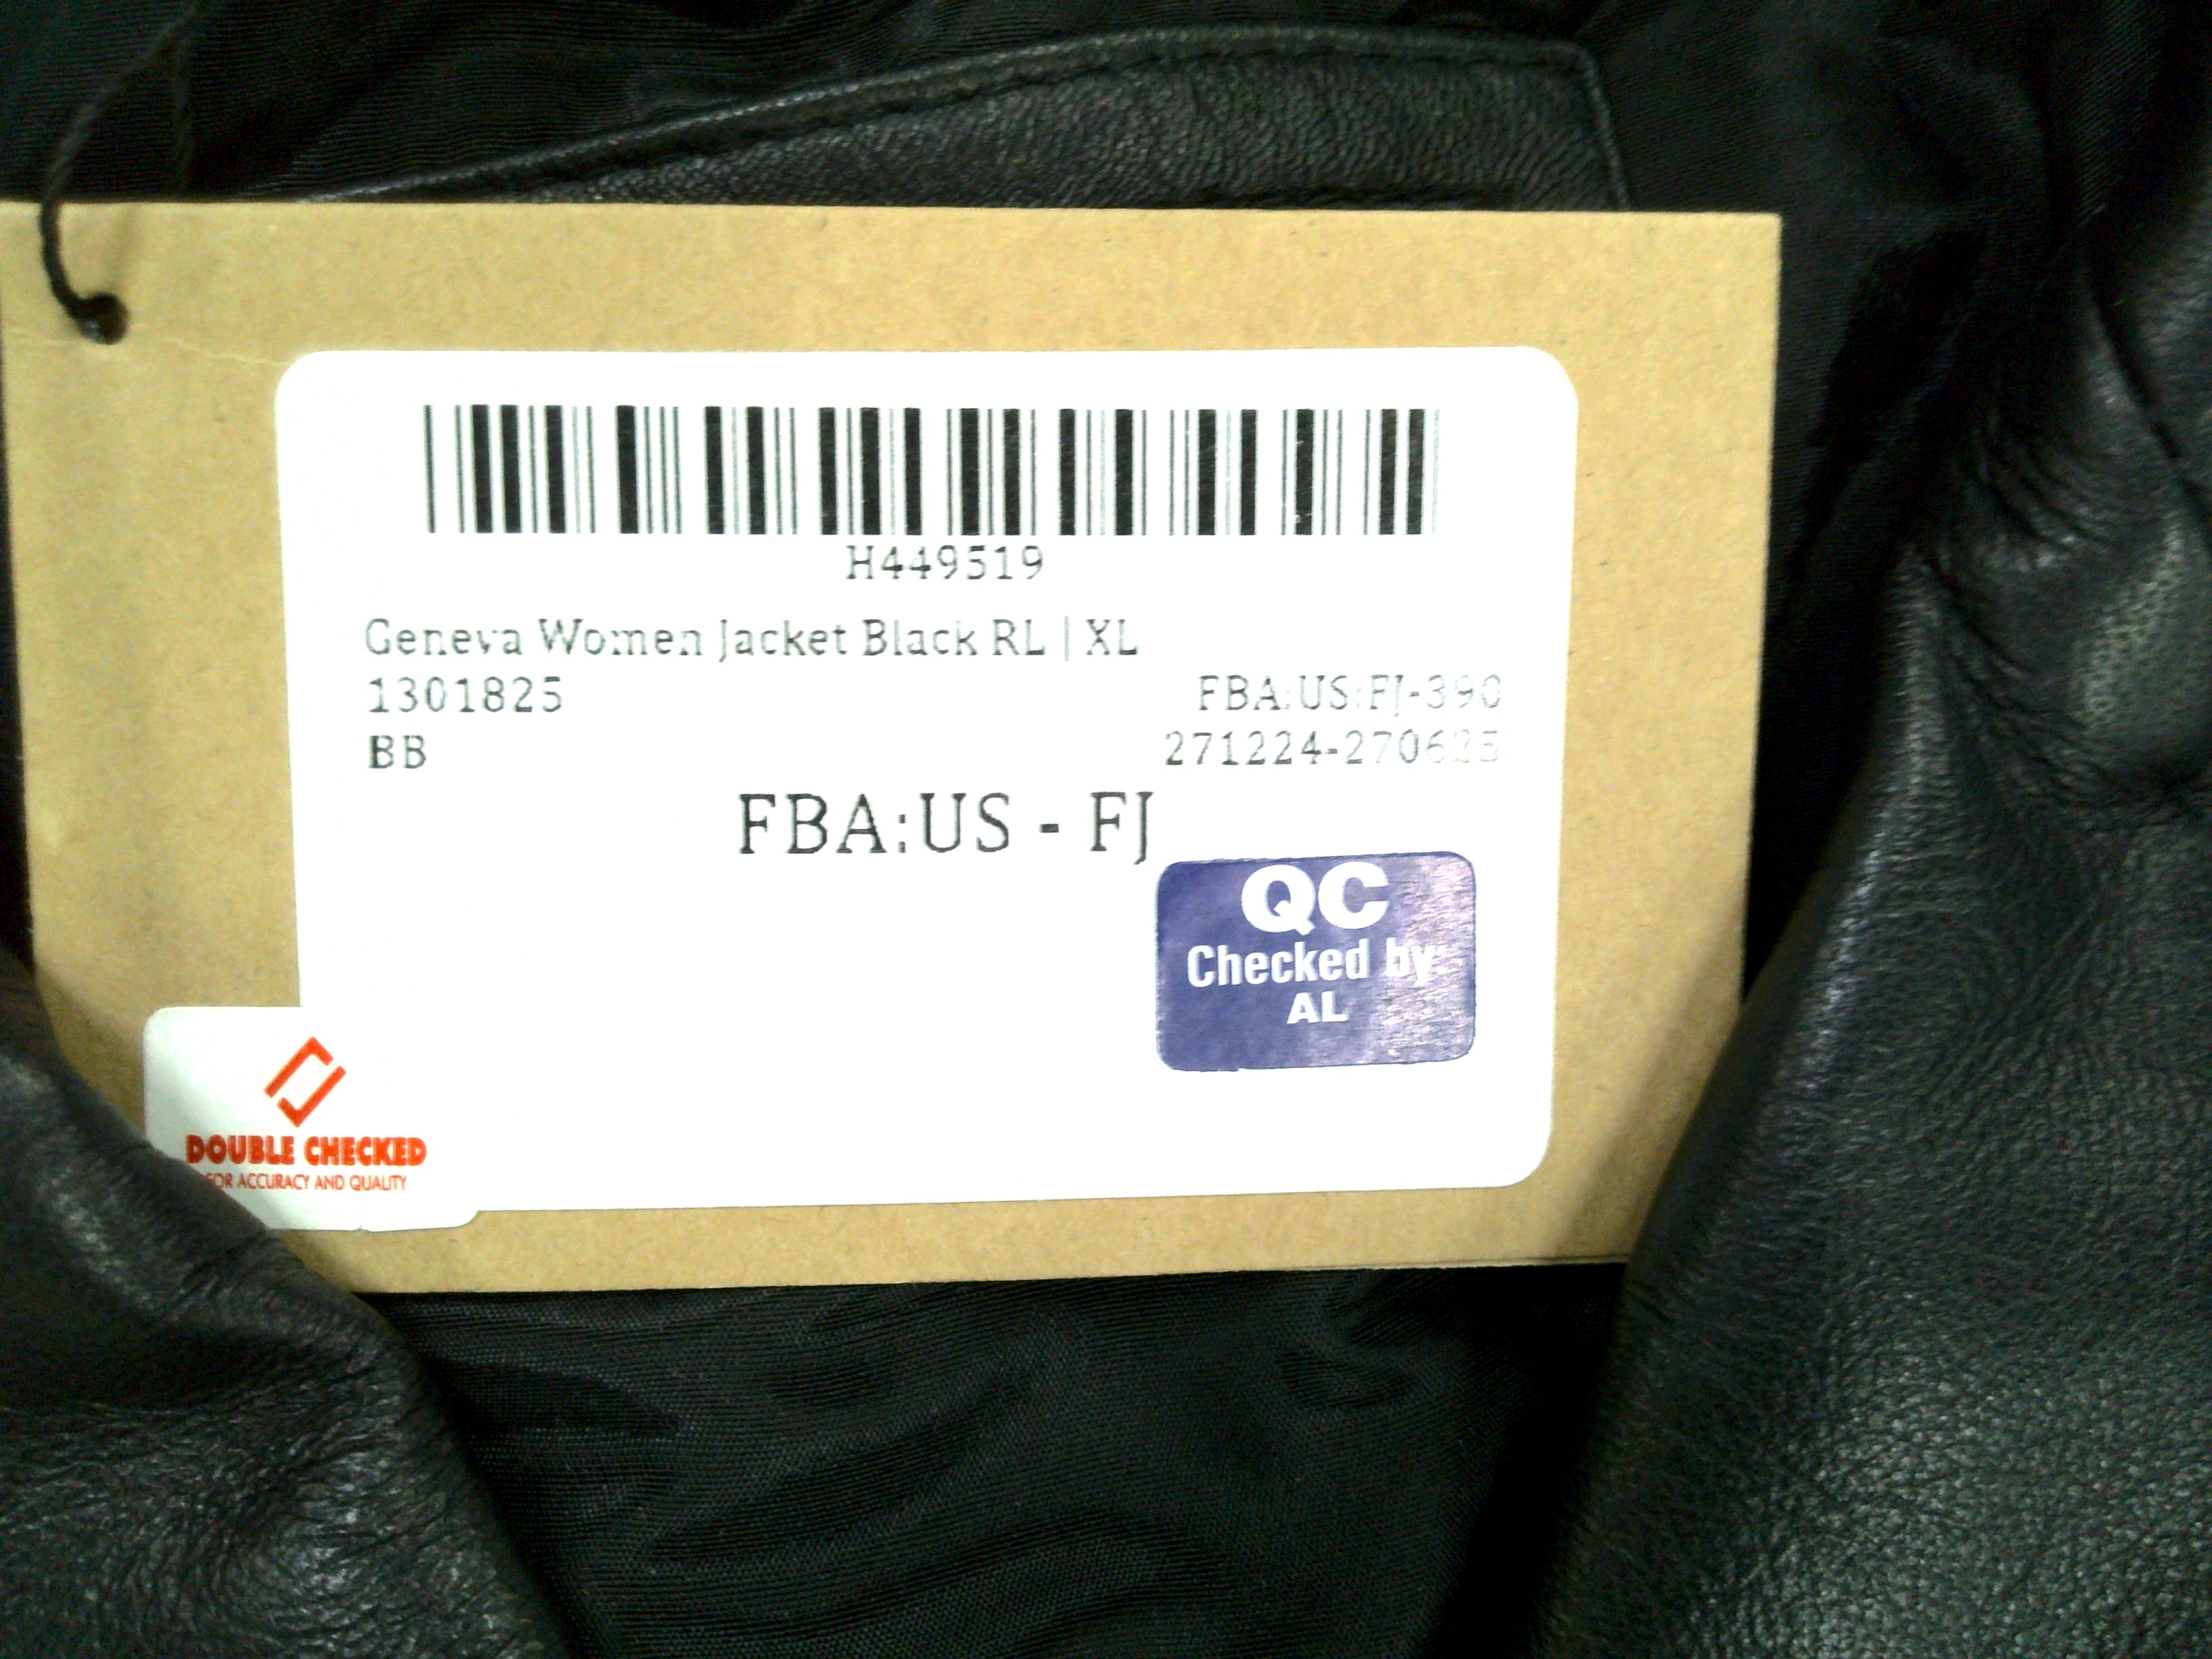 H449519
Geneva Women Jacket Black RL | XL
1301825 FBA:US:FJ-390
BB 271224-270625
FBA:US - FJ
QC
Checked by:
AL
DOUBLE CHECKED
FOR ACCURACY AND QUALITY